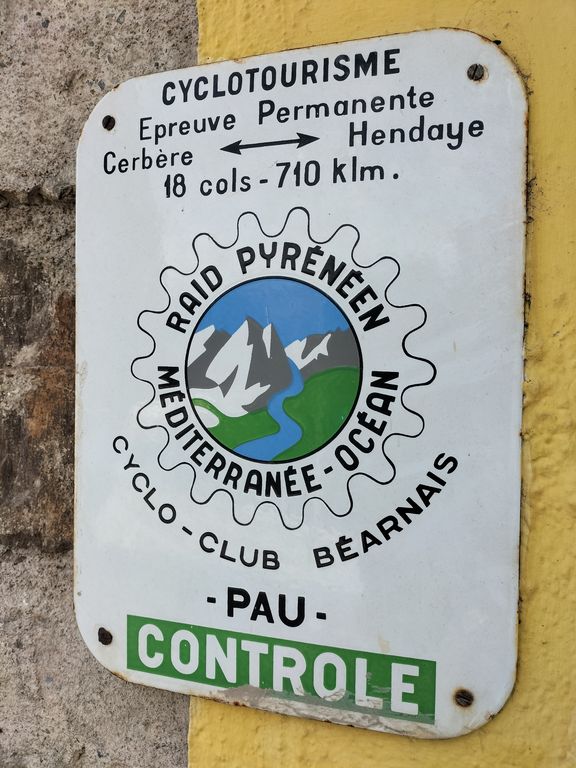 CYCLOTOURISME
Epreuve Permanente
Cerbère ↔ Hendaye
18 cols - 710 klm.
RAID PYRÉNÉEN
MÉDITERRANÉE - OCÉAN
CYCLO - CLUB BÉARNAIS
- PAU -
CONTROLE